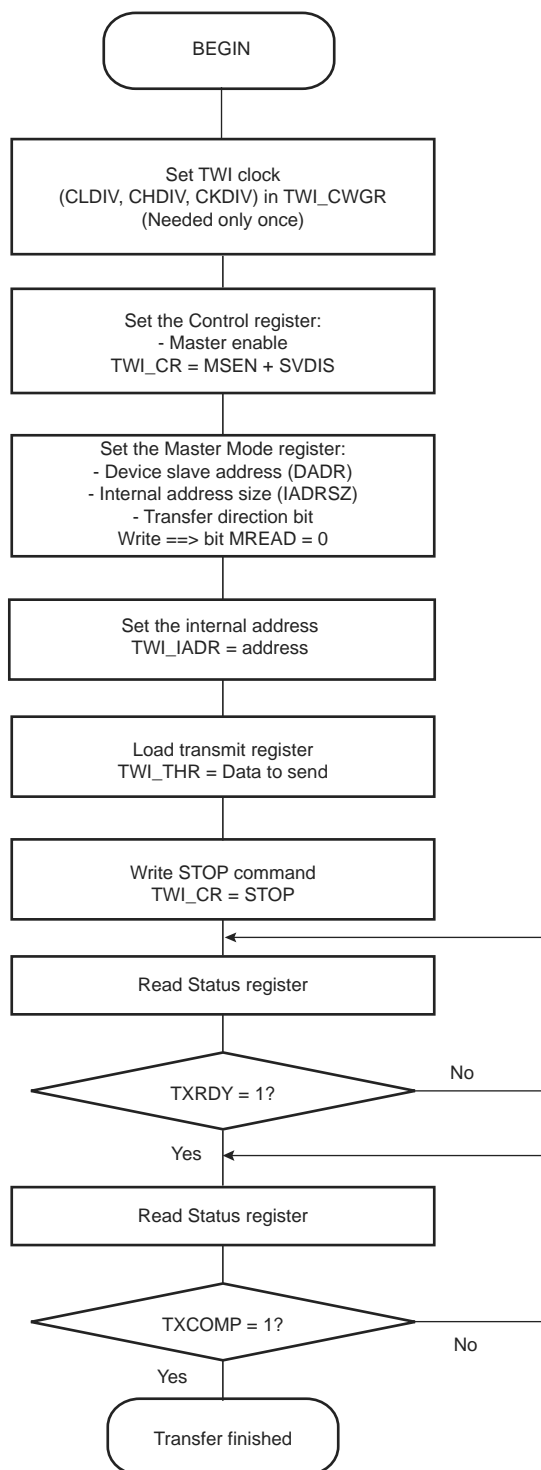 BEGIN
Set TWI clock
(CLDIV, CHDIV, CKDIV) in TWI_CWGR
(Needed only once)
Set the Control register:
- Master enable
TWI_CR = MSEN + SVDIS
Set the Master Mode register:
- Device slave address (DADR)
- Internal address size (IADRSZ)
- Transfer direction bit
Write ==> bit MREAD = 0
Set the internal address
TWI_IADR = address
Load transmit register
TWI_THR = Data to send
Write STOP command
TWI_CR = STOP
Read Status register
TXRDY = 1?
No
Yes
Read Status register
TXCOMP = 1?
No
Yes
Transfer finished